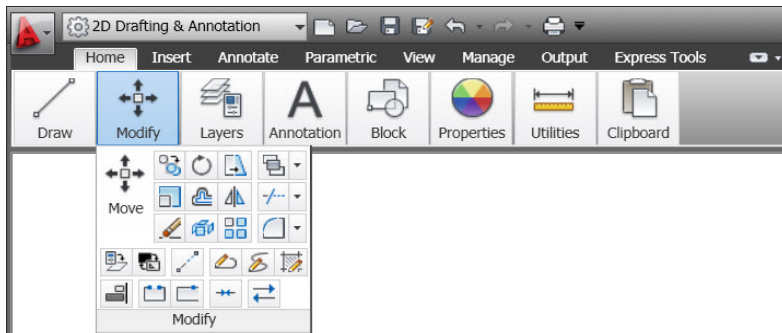 2D Drafting & Annotation
Home Insert Annotate Parametric View Manage Output Express Tools
Draw Modify Layers Annotation Block Properties Utilities Clipboard
Move
Modify